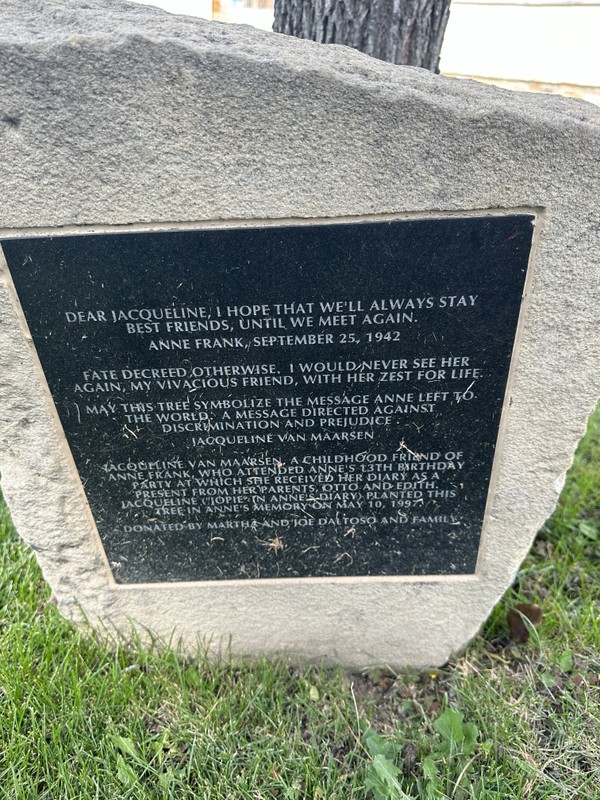 DEAR JACQUELINE, I HOPE THAT WE'LL ALWAYS STAY
BEST FRIENDS, UNTIL WE MEET AGAIN.
ANNE FRANK, SEPTEMBER 25, 1942
FATE DECREED OTHERWISE. I WOULD NEVER SEE HER
AGAIN, MY VIVACIOUS FRIEND, WITH HER ZEST FOR LIFE.
MAY THIS TREE SYMBOLIZE THE MESSAGE ANNE LEFT TO
THE WORLD. A MESSAGE DIRECTED AGAINST
DISCRIMINATION AND PREJUDICE.
JACQUELINE VAN MAARSEN
JACQUELINE VAN MAARSEN, A CHILDHOOD FRIEND OF
ANNE FRANK, WHO ATTENDED ANNE'S 13TH BIRTHDAY
PARTY AT WHICH SHE RECEIVED HER DIARY AS A
PRESENT FROM HER PARENTS, OTTO AND EDITH.
JACQUELINE ("JOPIE" IN ANNE'S DIARY) PLANTED THIS
TREE IN ANNE'S MEMORY ON MAY 10, 1997.
DONATED BY MARTHA AND JOE DALTOSO AND FAMILY